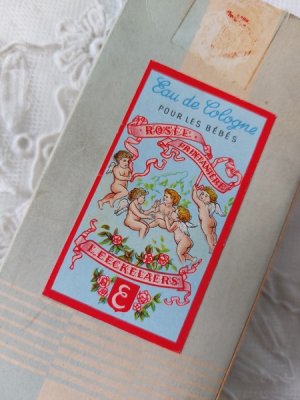 Eau de Cologne
POUR LES BÉBÉS
ROSÉE
PRINTANIÈRE
L. EECKELAERS
E